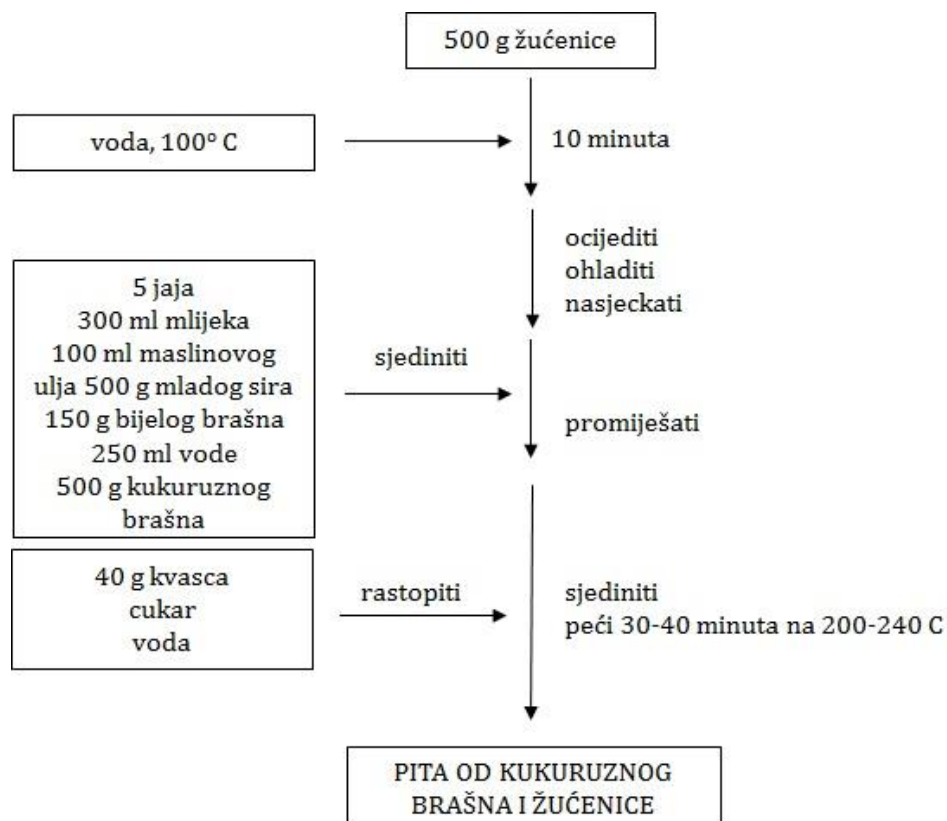 500 g žućenice
voda, 100° C
10 minuta
ocijediti
ohladiti
nasjeckati
5 jaja
300 ml mlijeka
100 ml maslinovog
ulja 500 g mladog sira
150 g bijelog brašna
250 ml vode
500 g kukuruznog
brašna
sjediniti
promiješati
40 g kvasca
cukar
voda
rastopiti
sjediniti
peći 30-40 minuta na 200-240 C
PITA OD KUKURUZNOG
BRAŠNA I ŽUĆENICE